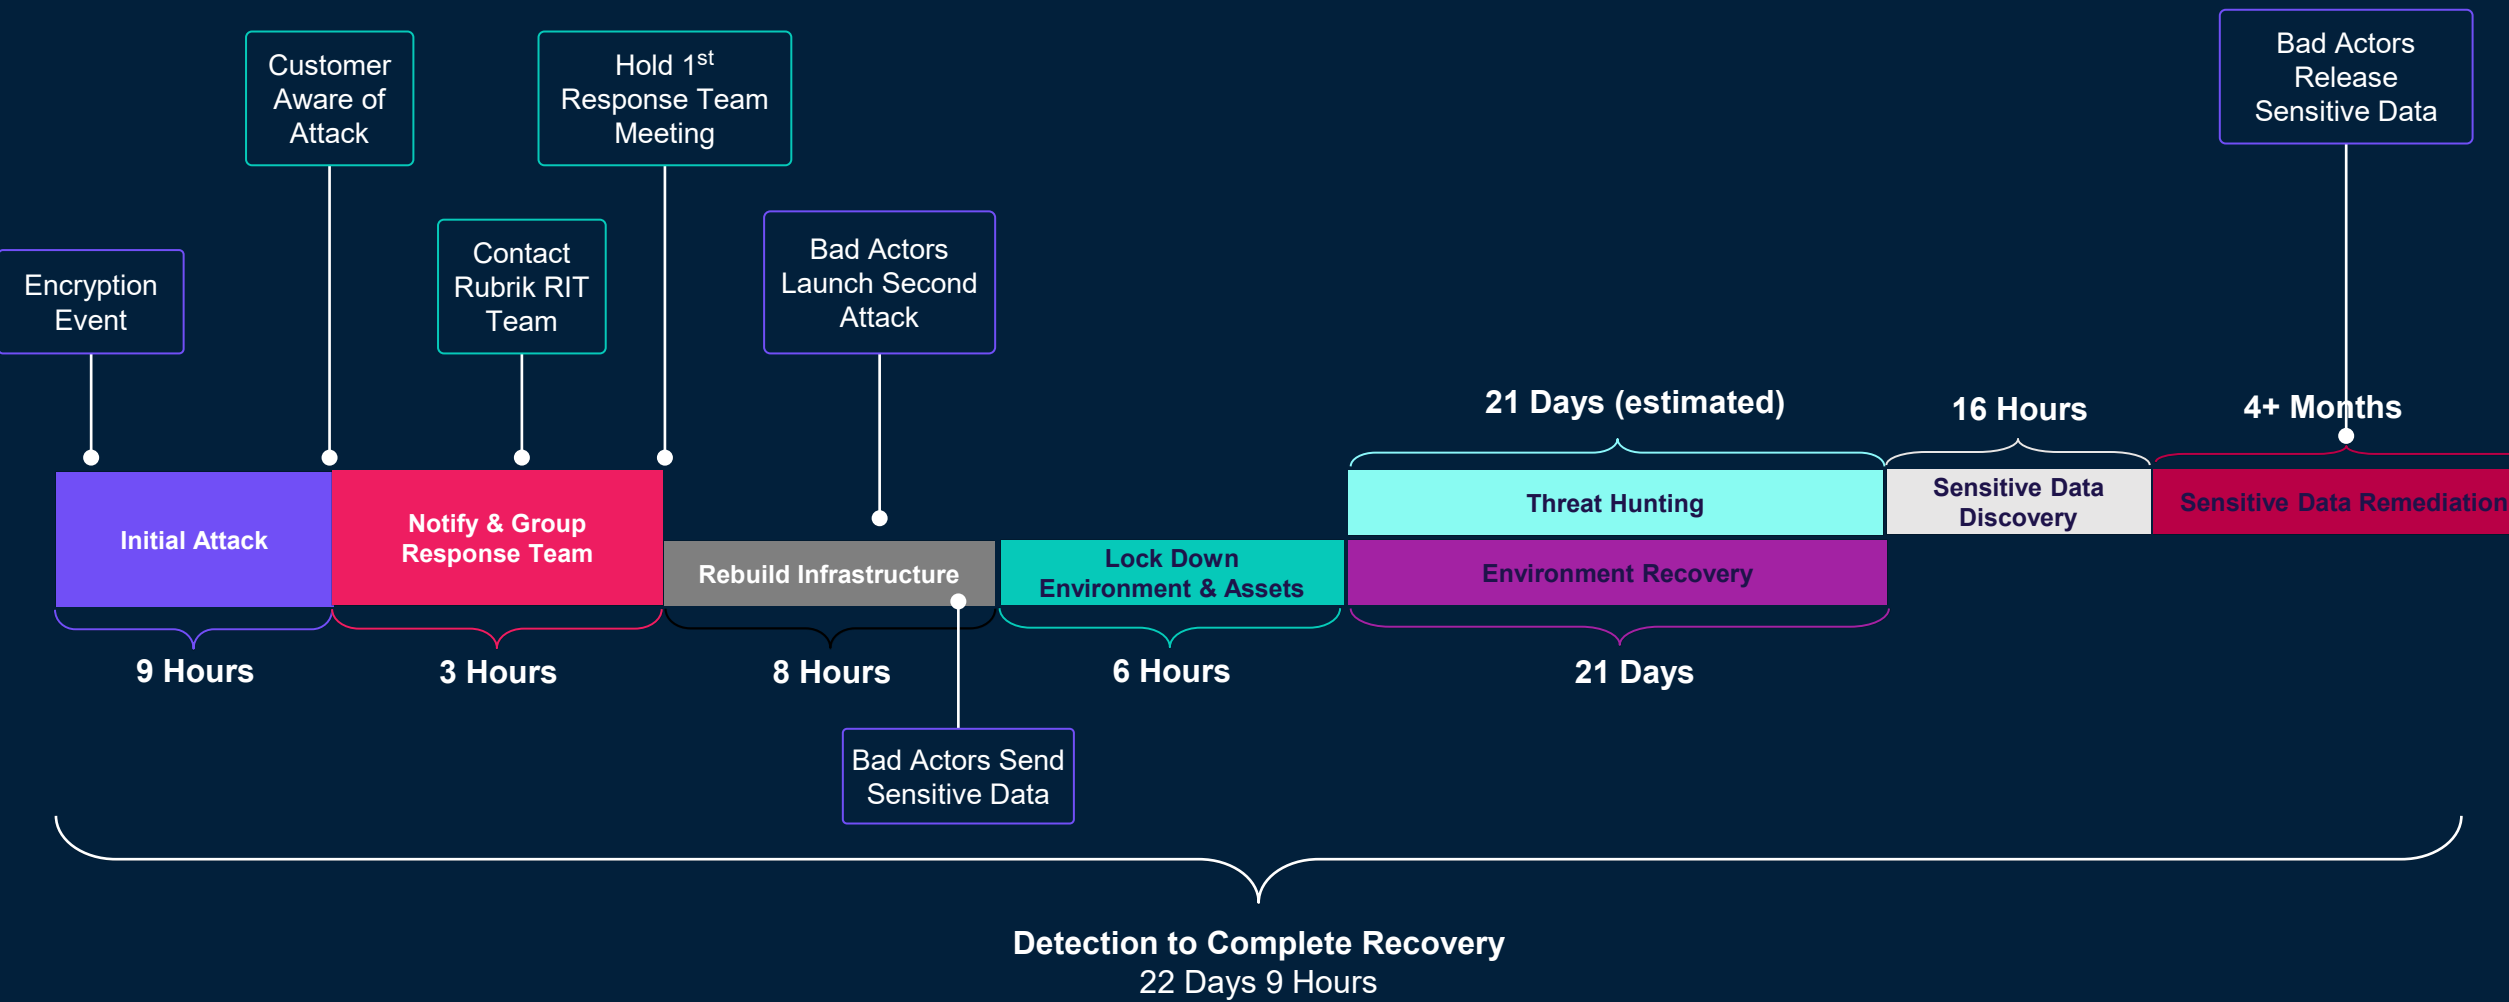 Customer
Aware of
Attack
Hold 1st
Response Team
Meeting
Bad Actors
Release
Sensitive Data
Encryption
Event
Contact
Rubrik RIT
Team
Bad Actors
Launch Second
Attack
21 Days (estimated)
16 Hours
4+ Months
Initial Attack
Notify & Group
Response Team
Rebuild Infrastructure
Lock Down
Environment & Assets
Threat Hunting
Environment Recovery
Sensitive Data
Discovery
Sensitive Data Remediation
9 Hours
3 Hours
8 Hours
6 Hours
21 Days
Bad Actors Send
Sensitive Data
Detection to Complete Recovery
22 Days 9 Hours